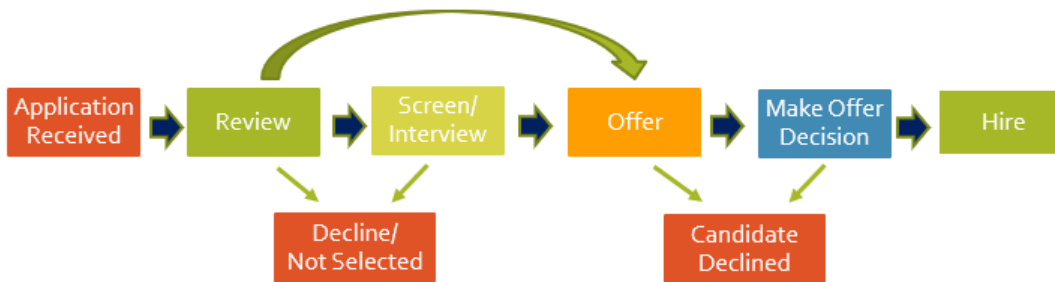 Application
Received
Review
Screen/
Interview
Offer
Make Offer
Decision
Hire
Decline/
Not Selected
Candidate
Declined